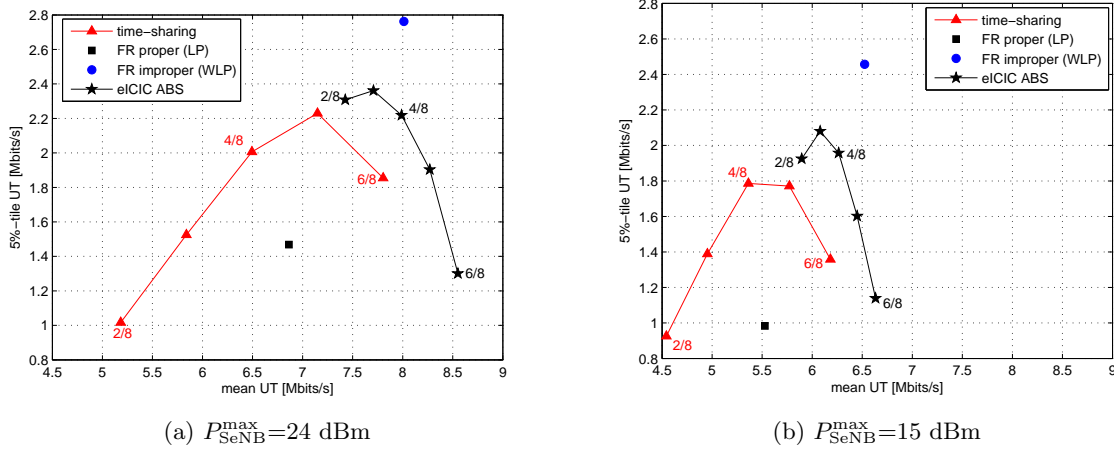 2.8
2.6
2.4
2.2
2
1.8
1.6
1.4
1.2
1
0.8
5%−tile UT [Mbits/s]
time−sharing
FR proper (LP)
FR improper (WLP)
eICIC ABS
2/8
4/8
6/8
2/8
4/8
6/8
4.5 5 5.5 6 6.5 7 7.5 8 8.5 9
mean UT [Mbits/s]
(a) P_SeNB^max=24 dBm
2.8
2.6
2.4
2.2
2
1.8
1.6
1.4
1.2
1
0.8
5%−tile UT [Mbits/s]
time−sharing
FR proper (LP)
FR improper (WLP)
eICIC ABS
2/8
4/8
6/8
2/8
4/8
6/8
4.5 5 5.5 6 6.5 7 7.5 8 8.5 9
mean UT [Mbits/s]
(b) P_SeNB^max=15 dBm